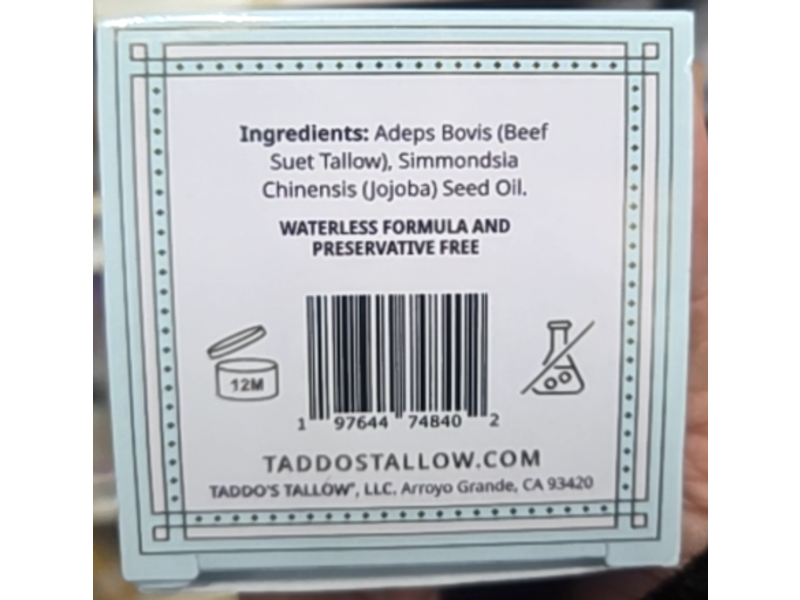 Ingredients: Adeps Bovis (Beef
Suet Tallow), Simmondsia
Chinensis (Jojoba) Seed Oil.
WATERLESS FORMULA AND
PRESERVATIVE FREE
12M
1 97644 74840 2
TADDOSTALLOW.COM
TADDO'S TALLOW, LLC. Arroyo Grande, CA 93420